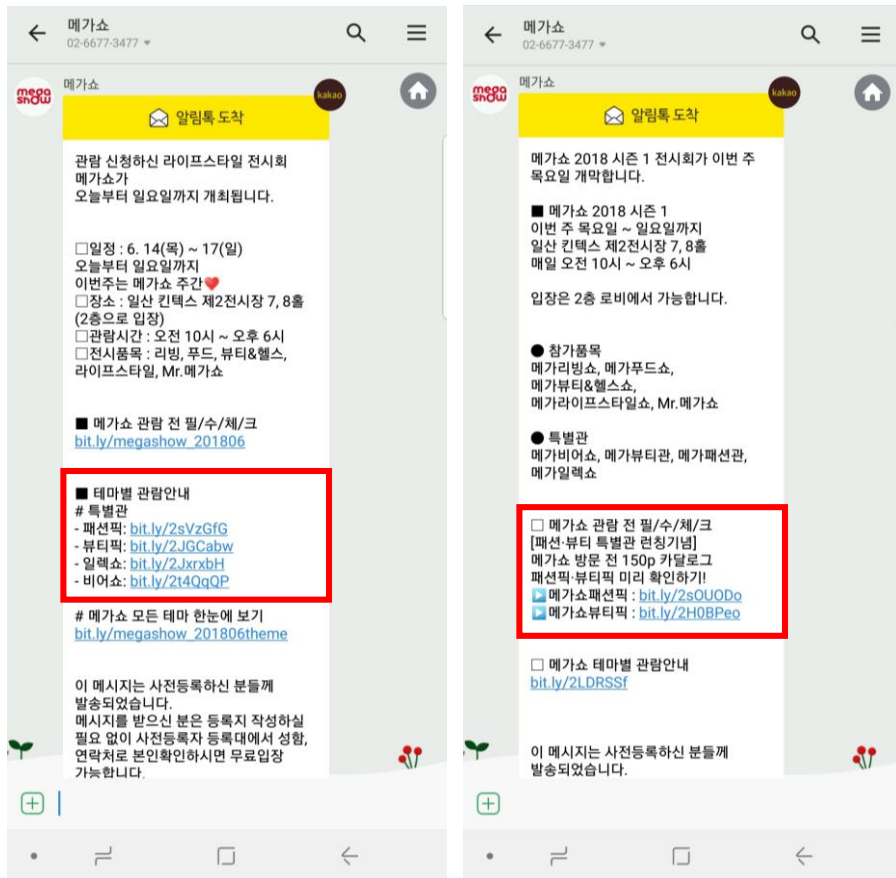 메가쇼
02-6677-3477
mega
show
메가쇼
kakao
알림톡 도착
관람 신청하신 라이프스타일 전시회
메가쇼가
오늘부터 일요일까지 개최됩니다.
□일정 : 6. 14(목) ~ 17(일)
오늘부터 일요일까지
이번주는 메가쇼 주간❤️
□장소 : 일산 킨텍스 제2전시장 7, 8홀
(2층으로 입장)
□관람시간 : 오전 10시 ~ 오후 6시
□전시품목 : 리빙, 푸드, 뷰티&헬스,
라이프스타일, Mr.메가쇼
■ 메가쇼 관람 전 필/수/체/크
bit.ly/megashow_201806
■ 테마별 관람안내
# 특별관
- 패션픽: bit.ly/2sVzGfG
- 뷰티픽: bit.ly/2JGCabw
- 일렉쇼: bit.ly/2JxrxbH
- 비어쇼: bit.ly/2t4QqQP
# 메가쇼 모든 테마 한눈에 보기
bit.ly/megashow_201806theme
이 메시지는 사전등록하신 분들께
발송되었습니다.
메시지를 받으신 분은 등록지 작성하실
필요 없이 사전등록자 등록대에서 성함,
연락처로 본인확인하시면 무료입장
가능합니다.
메가쇼
02-6677-3477
mega
show
메가쇼
kakao
알림톡 도착
메가쇼 2018 시즌 1 전시회가 이번 주
목요일 개막합니다.
■ 메가쇼 2018 시즌 1
이번 주 목요일 ~ 일요일까지
일산 킨텍스 제2전시장 7, 8홀
매일 오전 10시 ~ 오후 6시
입장은 2층 로비에서 가능합니다.
● 참가품목
메가리빙쇼, 메가푸드쇼,
메가뷰티&헬스쇼,
메가라이프스타일쇼, Mr.메가쇼
● 특별관
메가비어쇼, 메가뷰티관, 메가패션관,
메가일렉쇼
□ 메가쇼 관람 전 필/수/체/크
[패션·뷰티 특별관 런칭기념]
메가쇼 방문 전 150p 카달로그
패션픽·뷰티픽 미리 확인하기!
▶️메가쇼패션픽 : bit.ly/2sOUODo
▶️메가쇼뷰티픽 : bit.ly/2H0BPeo
□ 메가쇼 테마별 관람안내
bit.ly/2LDRSSf
이 메시지는 사전등록하신 분들께
발송되었습니다.